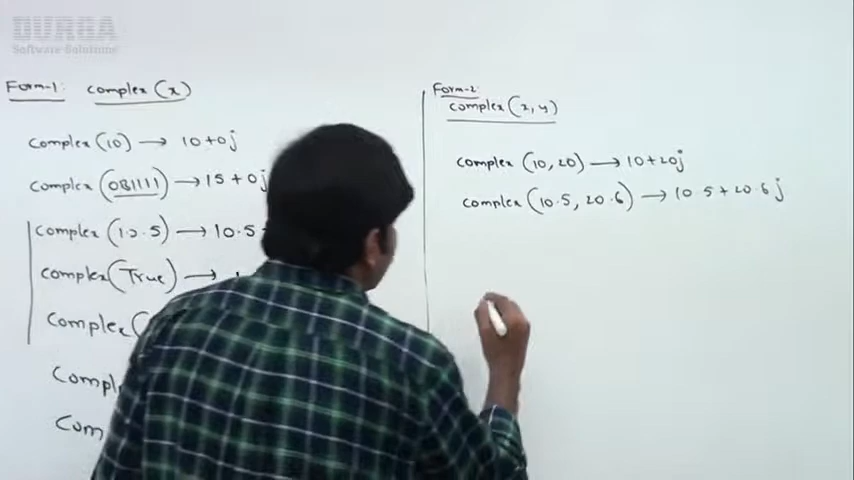 DURGA
Software Solutions
Form-1: complex(x)
complex(10) → 10+0j
complex(0B1111) → 15+0j
complex(10.5) → 10.5
complex(True) →
complex(
Compl
Com
Form-2:
complex(x, y)
complex(10, 20) → 10+20j
complex(10.5, 20.6) → 10.5+20.6j